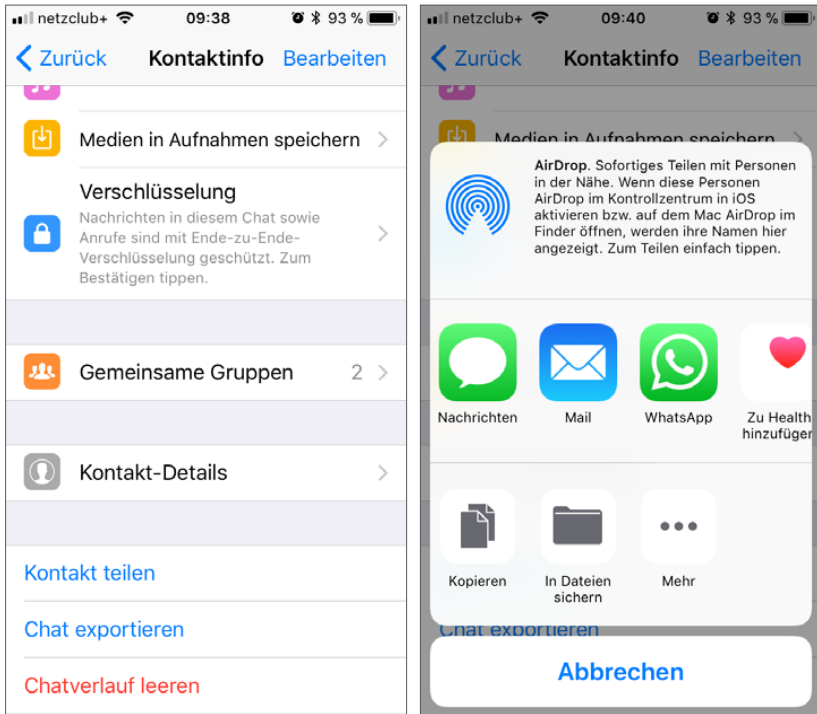 netzclub+ 09:38 93 %
Zurück Kontaktinfo Bearbeiten
Medien in Aufnahmen speichern
Verschlüsselung
Nachrichten in diesem Chat sowie
Anrufe sind mit Ende-zu-Ende-
Verschlüsselung geschützt. Zum
Bestätigen tippen.
Gemeinsame Gruppen 2
Kontakt-Details
Kontakt teilen
Chat exportieren
Chatverlauf leeren
netzclub+ 09:40 93 %
Zurück Kontaktinfo Bearbeiten
Medien in Aufnahmen speichern
AirDrop. Sofortiges Teilen mit Personen
in der Nähe. Wenn diese Personen
AirDrop im Kontrollzentrum in iOS
aktivieren bzw. auf dem Mac AirDrop im
Finder öffnen, werden ihre Namen hier
angezeigt. Zum Teilen einfach tippen.
Nachrichten Mail WhatsApp Zu Health
hinzufügen
Kopieren In Dateien Mehr
sichern
Chat exportieren
Abbrechen